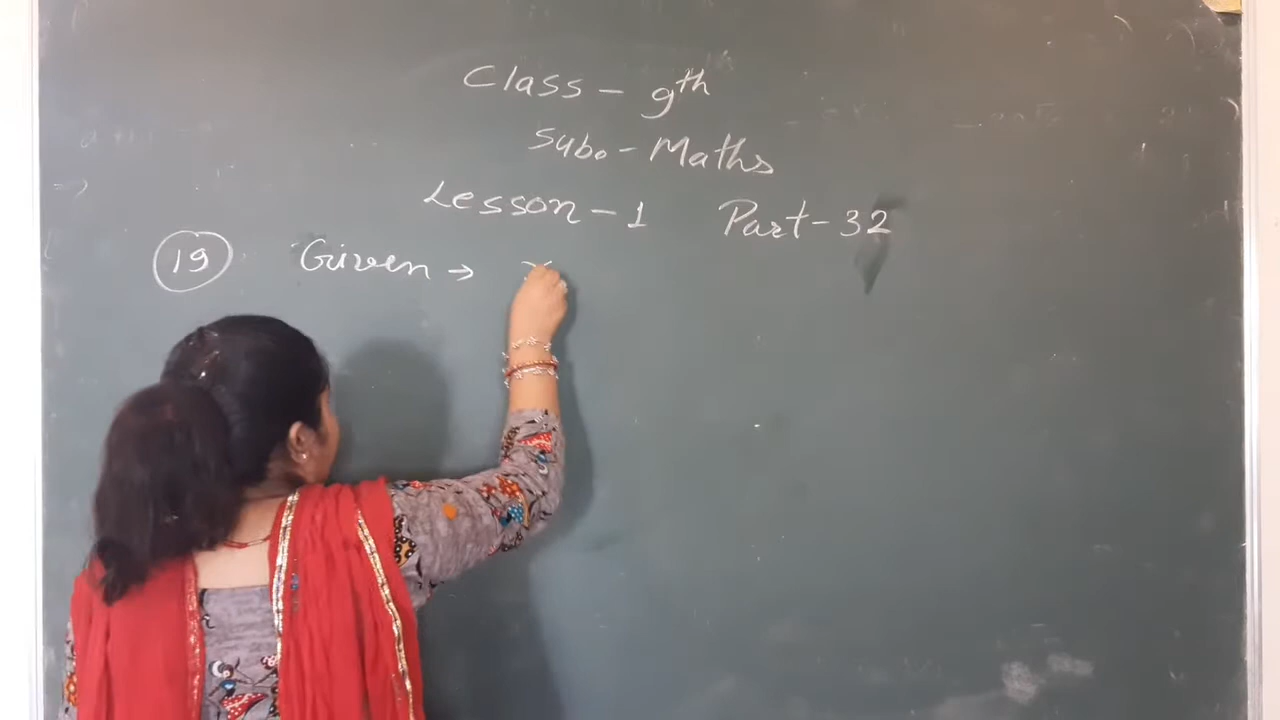 Class - 9th
Sub. - Maths
Lesson - 1 Part - 32
19 Given →